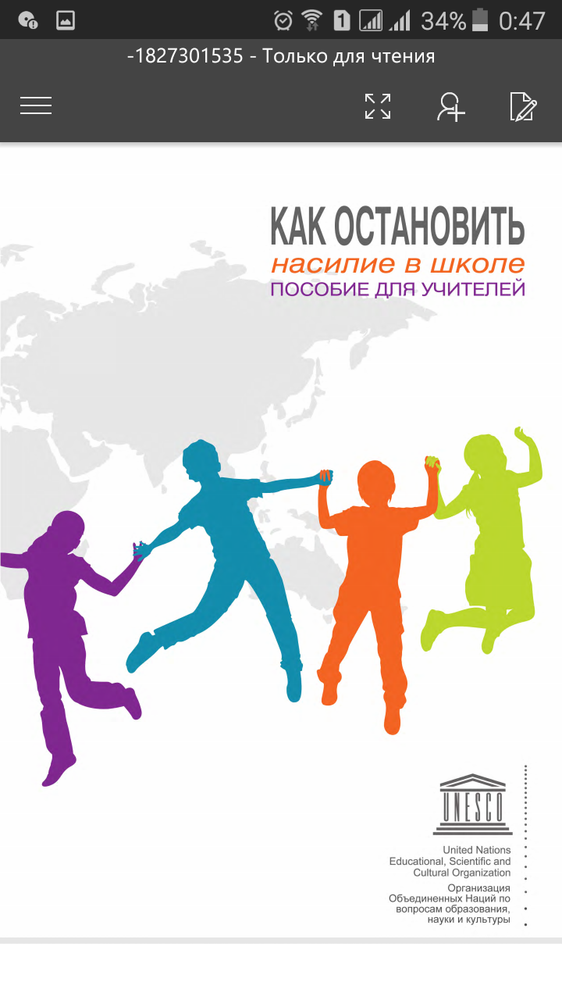 1 34% 0:47
-1827301535 - Только для чтения
КАК ОСТАНОВИТЬ
насилие в школе
ПОСОБИЕ ДЛЯ УЧИТЕЛЕЙ
UNESCO
United Nations
Educational, Scientific and
Cultural Organization
Организация
Объединенных Наций по
вопросам образования,
науки и культуры